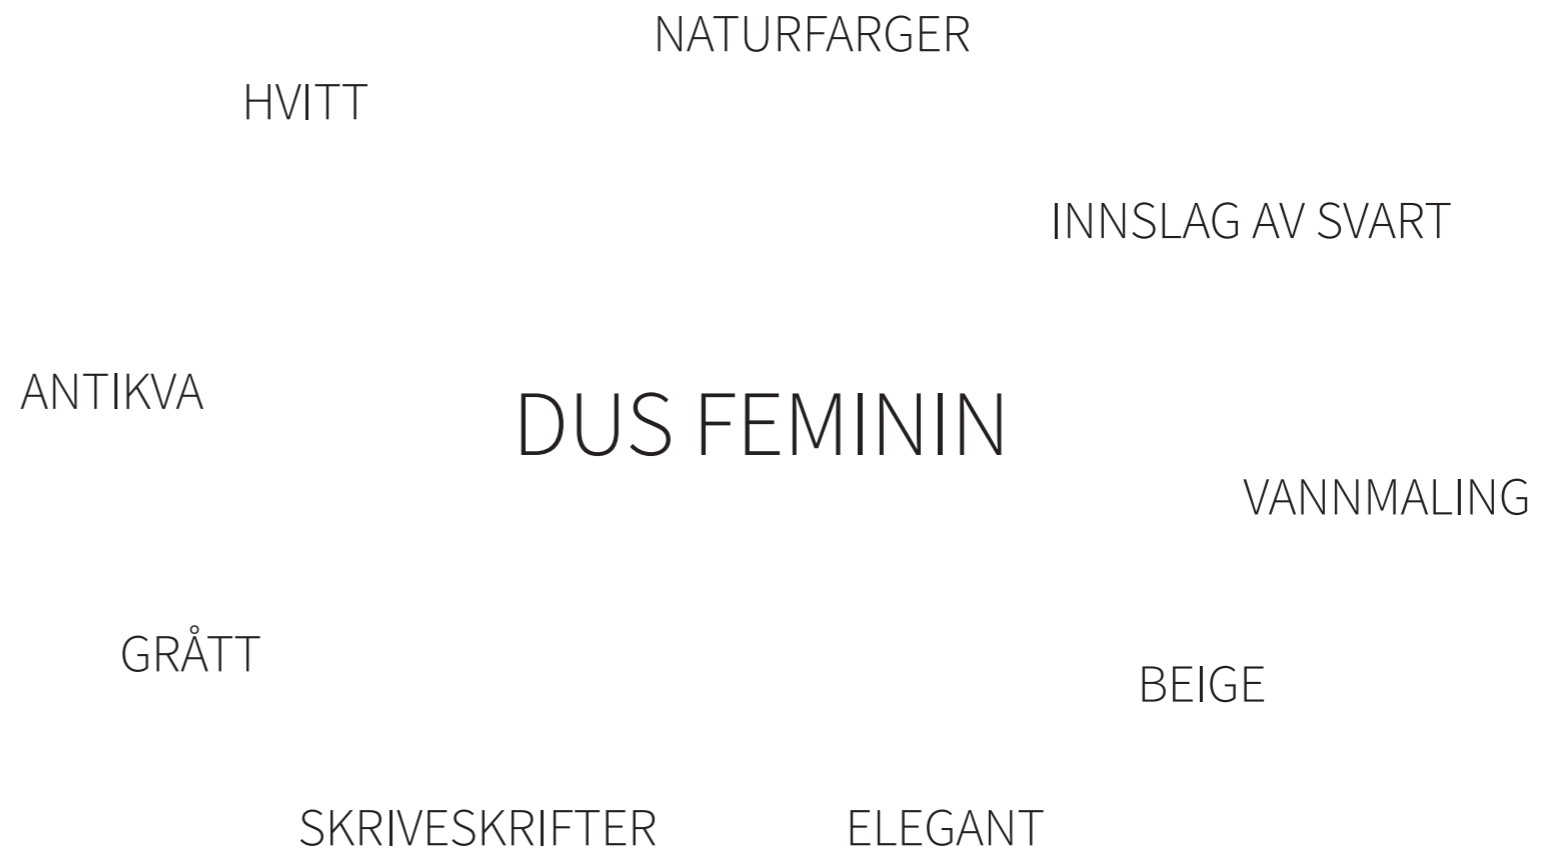 NATURFARGER
HVITT
INNSLAG AV SVART
ANTIKVA
DUS FEMININ
VANNMALING
GRÅTT
BEIGE
SKRIVESKRIFTER
ELEGANT